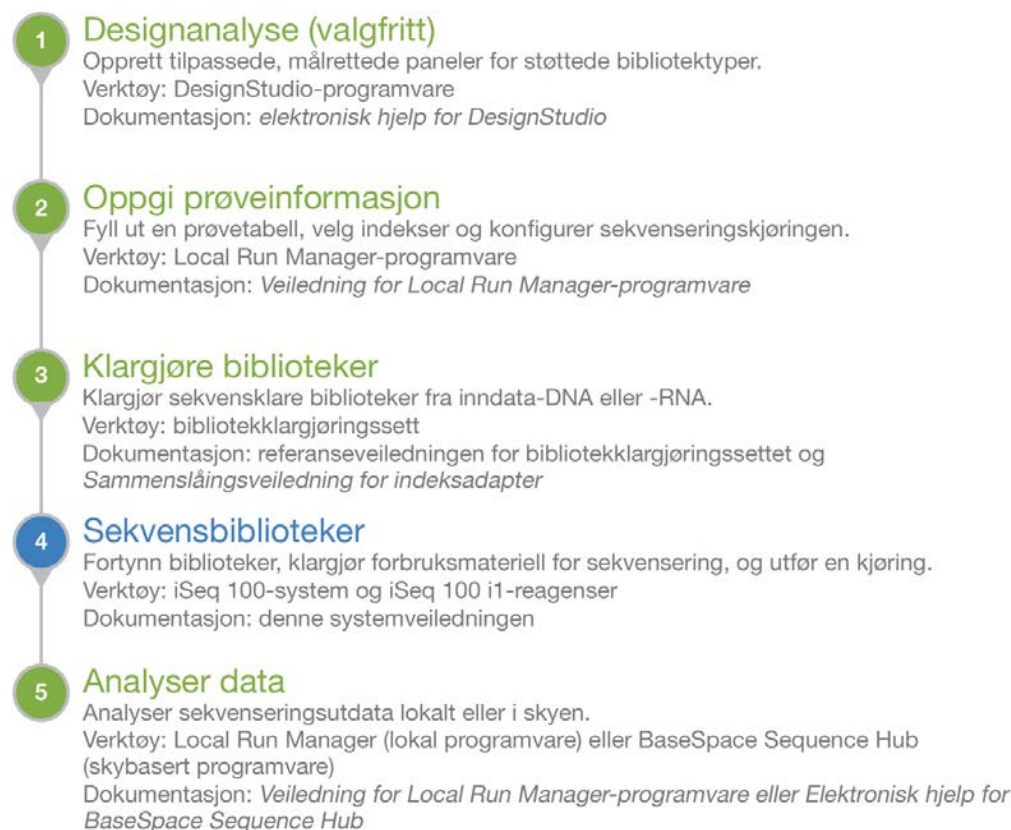 1 Designanalyse (valgfritt)
Opprett tilpassede, målrettede paneler for støttede bibliotektyper.
Verktøy: DesignStudio-programvare
Dokumentasjon: elektronisk hjelp for DesignStudio
2 Oppgi prøveinformasjon
Fyll ut en prøvetabell, velg indekser og konfigurer sekvenseringskjøringen.
Verktøy: Local Run Manager-programvare
Dokumentasjon: Veiledning for Local Run Manager-programvare
3 Klargjøre biblioteker
Klargjør sekvensklare biblioteker fra inndata-DNA eller -RNA.
Verktøy: bibliotekklargjøringssett
Dokumentasjon: referanseveiledningen for bibliotekklargjøringssettet og
Sammenslåingsveiledning for indeksadapter
4 Sekvensbiblioteker
Fortynn biblioteker, klargjør forbruksmateriell for sekvensering, og utfør en kjøring.
Verktøy: iSeq 100-system og iSeq 100 i1-reagenser
Dokumentasjon: denne systemveiledningen
5 Analyser data
Analyser sekvenseringsutdata lokalt eller i skyen.
Verktøy: Local Run Manager (lokal programvare) eller BaseSpace Sequence Hub
(skybasert programvare)
Dokumentasjon: Veiledning for Local Run Manager-programvare eller Elektronisk hjelp for
BaseSpace Sequence Hub